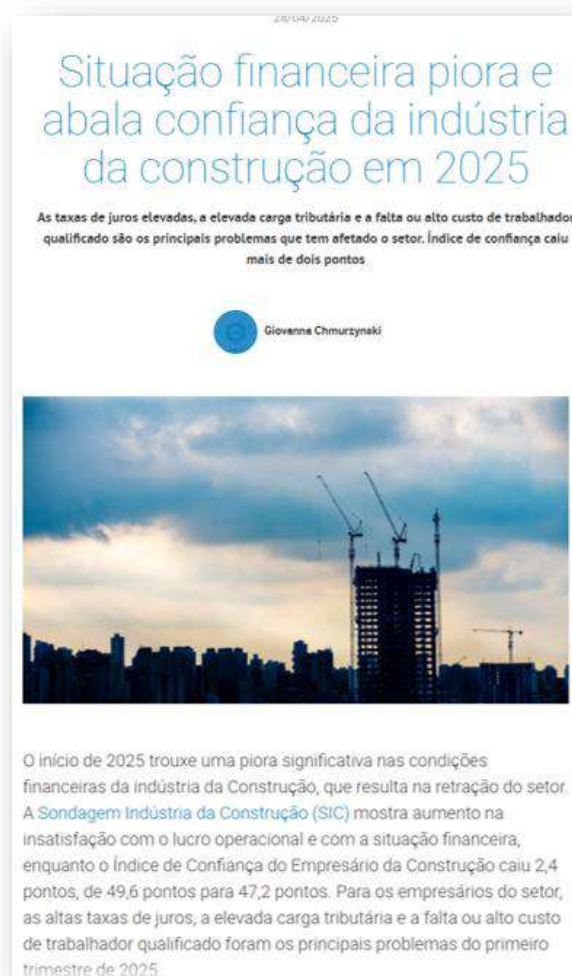 28/04/2025
Situação financeira piora e
abala confiança da indústria
da construção em 2025
As taxas de juros elevadas, a elevada carga tributária e a falta ou alto custo de trabalhador
qualificado são os principais problemas que tem afetado o setor. Índice de confiança caiu
mais de dois pontos
Giovanna Chmurzynski
O início de 2025 trouxe uma piora significativa nas condições
financeiras da indústria da Construção, que resulta na retração do setor.
A Sondagem Indústria da Construção (SIC) mostra aumento na
insatisfação com o lucro operacional e com a situação financeira,
enquanto o Índice de Confiança do Empresário da Construção caiu 2,4
pontos, de 49,6 pontos para 47,2 pontos. Para os empresários do setor,
as altas taxas de juros, a elevada carga tributária e a falta ou alto custo
de trabalhador qualificado foram os principais problemas do primeiro
trimestre de 2025